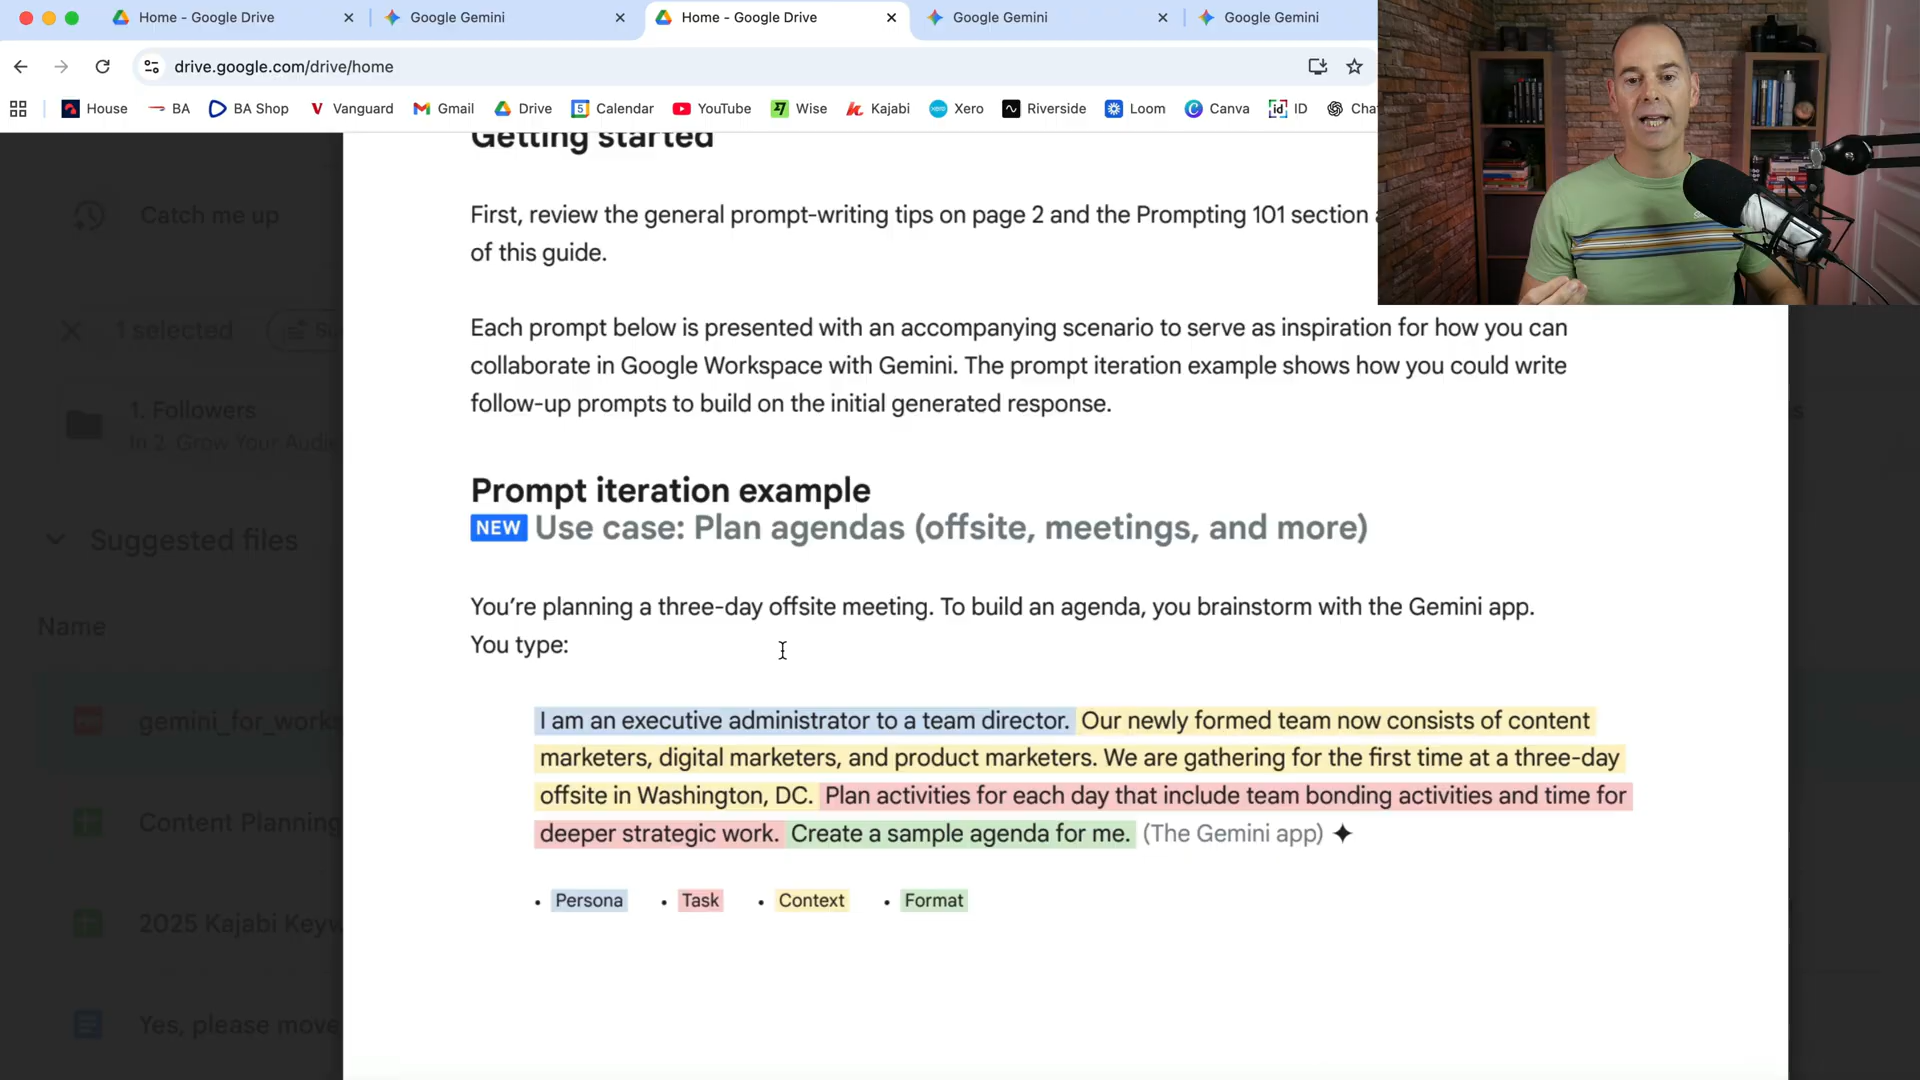 Home - Google Drive
Google Gemini
Home - Google Drive
Google Gemini
Google Gemini
drive.google.com/drive/home
House
BA
BA Shop
Vanguard
Gmail
Drive
Calendar
YouTube
Wise
Kajabi
Xero
Riverside
Loom
Canva
ID
Cha
Getting started
Catch me up
First, review the general prompt-writing tips on page 2 and the Prompting 101 section
of this guide.
1 selected
Each prompt below is presented with an accompanying scenario to serve as inspiration for how you can
collaborate in Google Workspace with Gemini. The prompt iteration example shows how you could write
follow-up prompts to build on the initial generated response.
1. Followers
In 2. Grow Your Audie
Prompt iteration example
NEW Use case: Plan agendas (offsite, meetings, and more)
Suggested files
You’re planning a three-day offsite meeting. To build an agenda, you brainstorm with the Gemini app.
You type:
Name
I am an executive administrator to a team director. Our newly formed team now consists of content
marketers, digital marketers, and product marketers. We are gathering for the first time at a three-day
offsite in Washington, DC. Plan activities for each day that include team bonding activities and time for
deeper strategic work. Create a sample agenda for me. (The Gemini app)
gemini_for_works
Content Planning
• Persona • Task • Context • Format
2025 Kajabi Keyw
Yes, please move